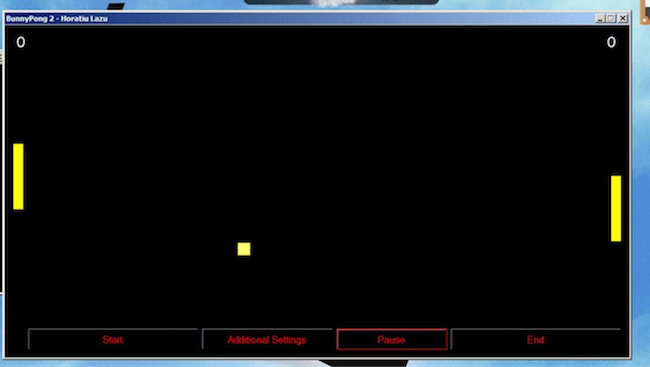 BunnyPong 2 - Horatiu Lazu
0
0
Start
Additional Settings
Pause
End